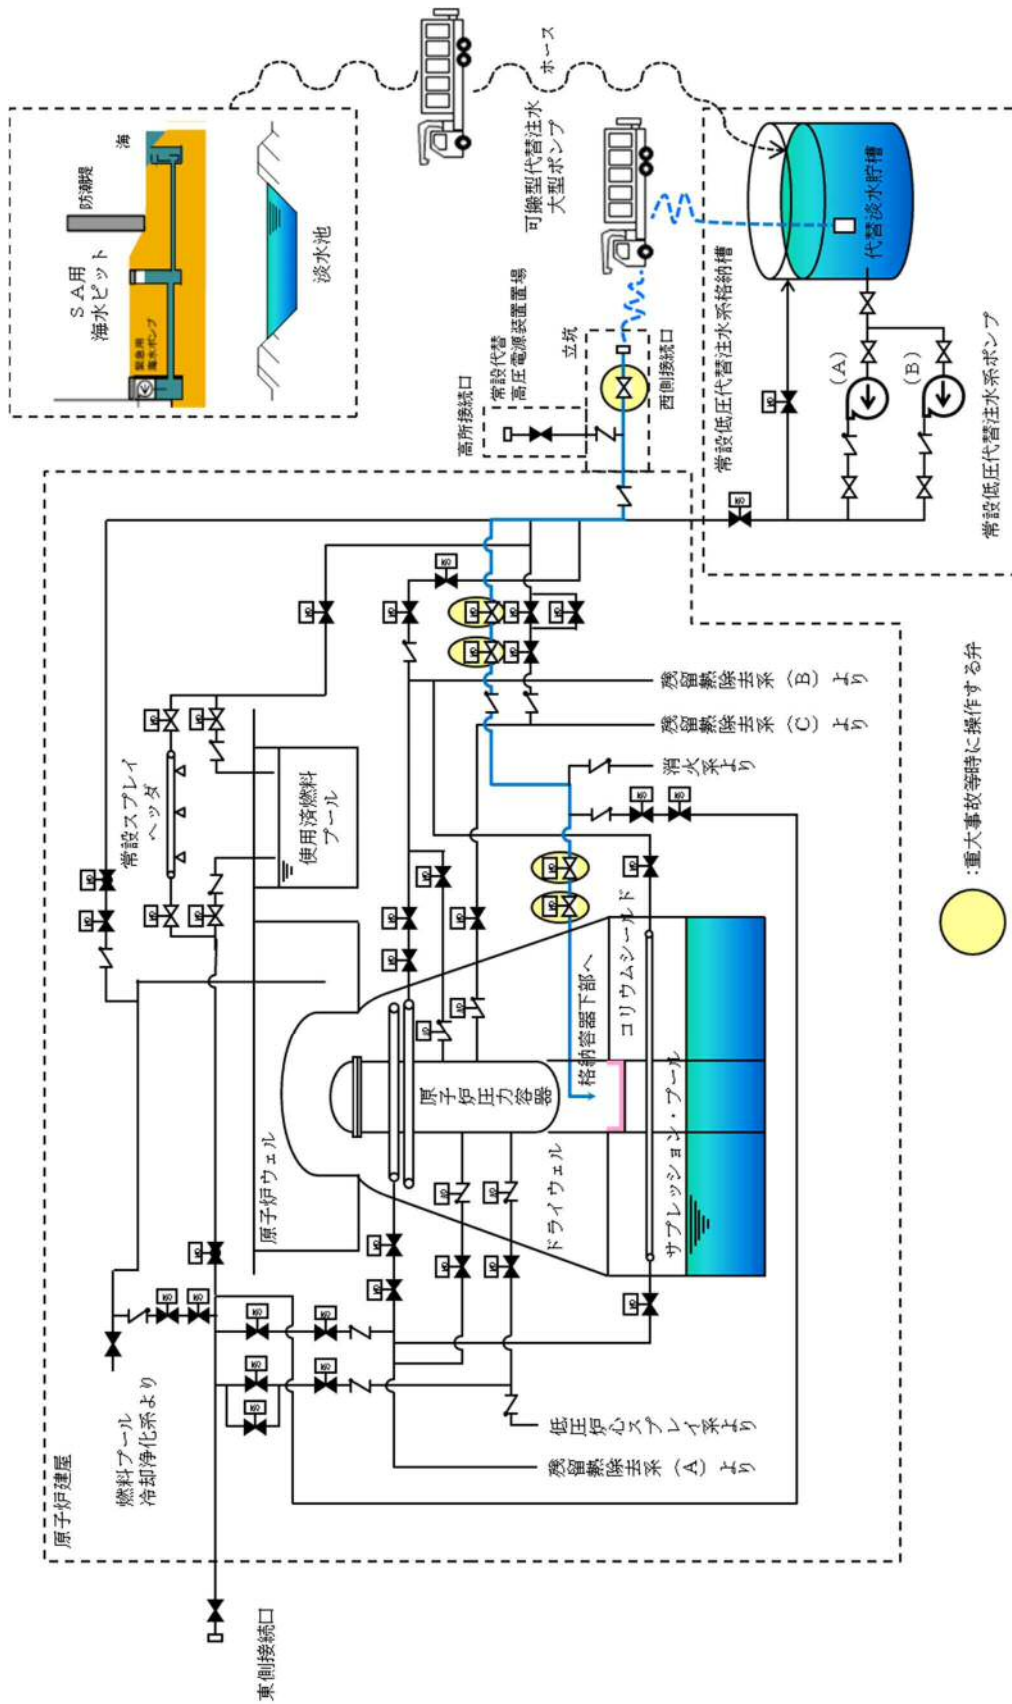 原子炉建屋
東側接続口
燃料プール
冷却浄化系より
原子炉ウェル
常設スプレイ
ヘッダ
使用済燃料
プール
原子炉圧力容器
ドライウェル
格納容器下部へ
コリウムシールド
サプレッション・プール
低圧炉心スプレイ系より
残留熱除去系(A)より
残留熱除去系(B)より
残留熱除去系(C)より
消火系より
高所接続口
常設代替
高圧電源装置置場
立坑
西側接続口
SA用
海水ピット
防潮堤
海
緊急用
海水ポンプ
淡水池
ホース
可搬型代替注水
大型ポンプ
常設低圧代替注水系格納槽
代替淡水貯槽
(A)
(B)
常設低圧代替注水系ポンプ
:重大事故等時に操作する弁